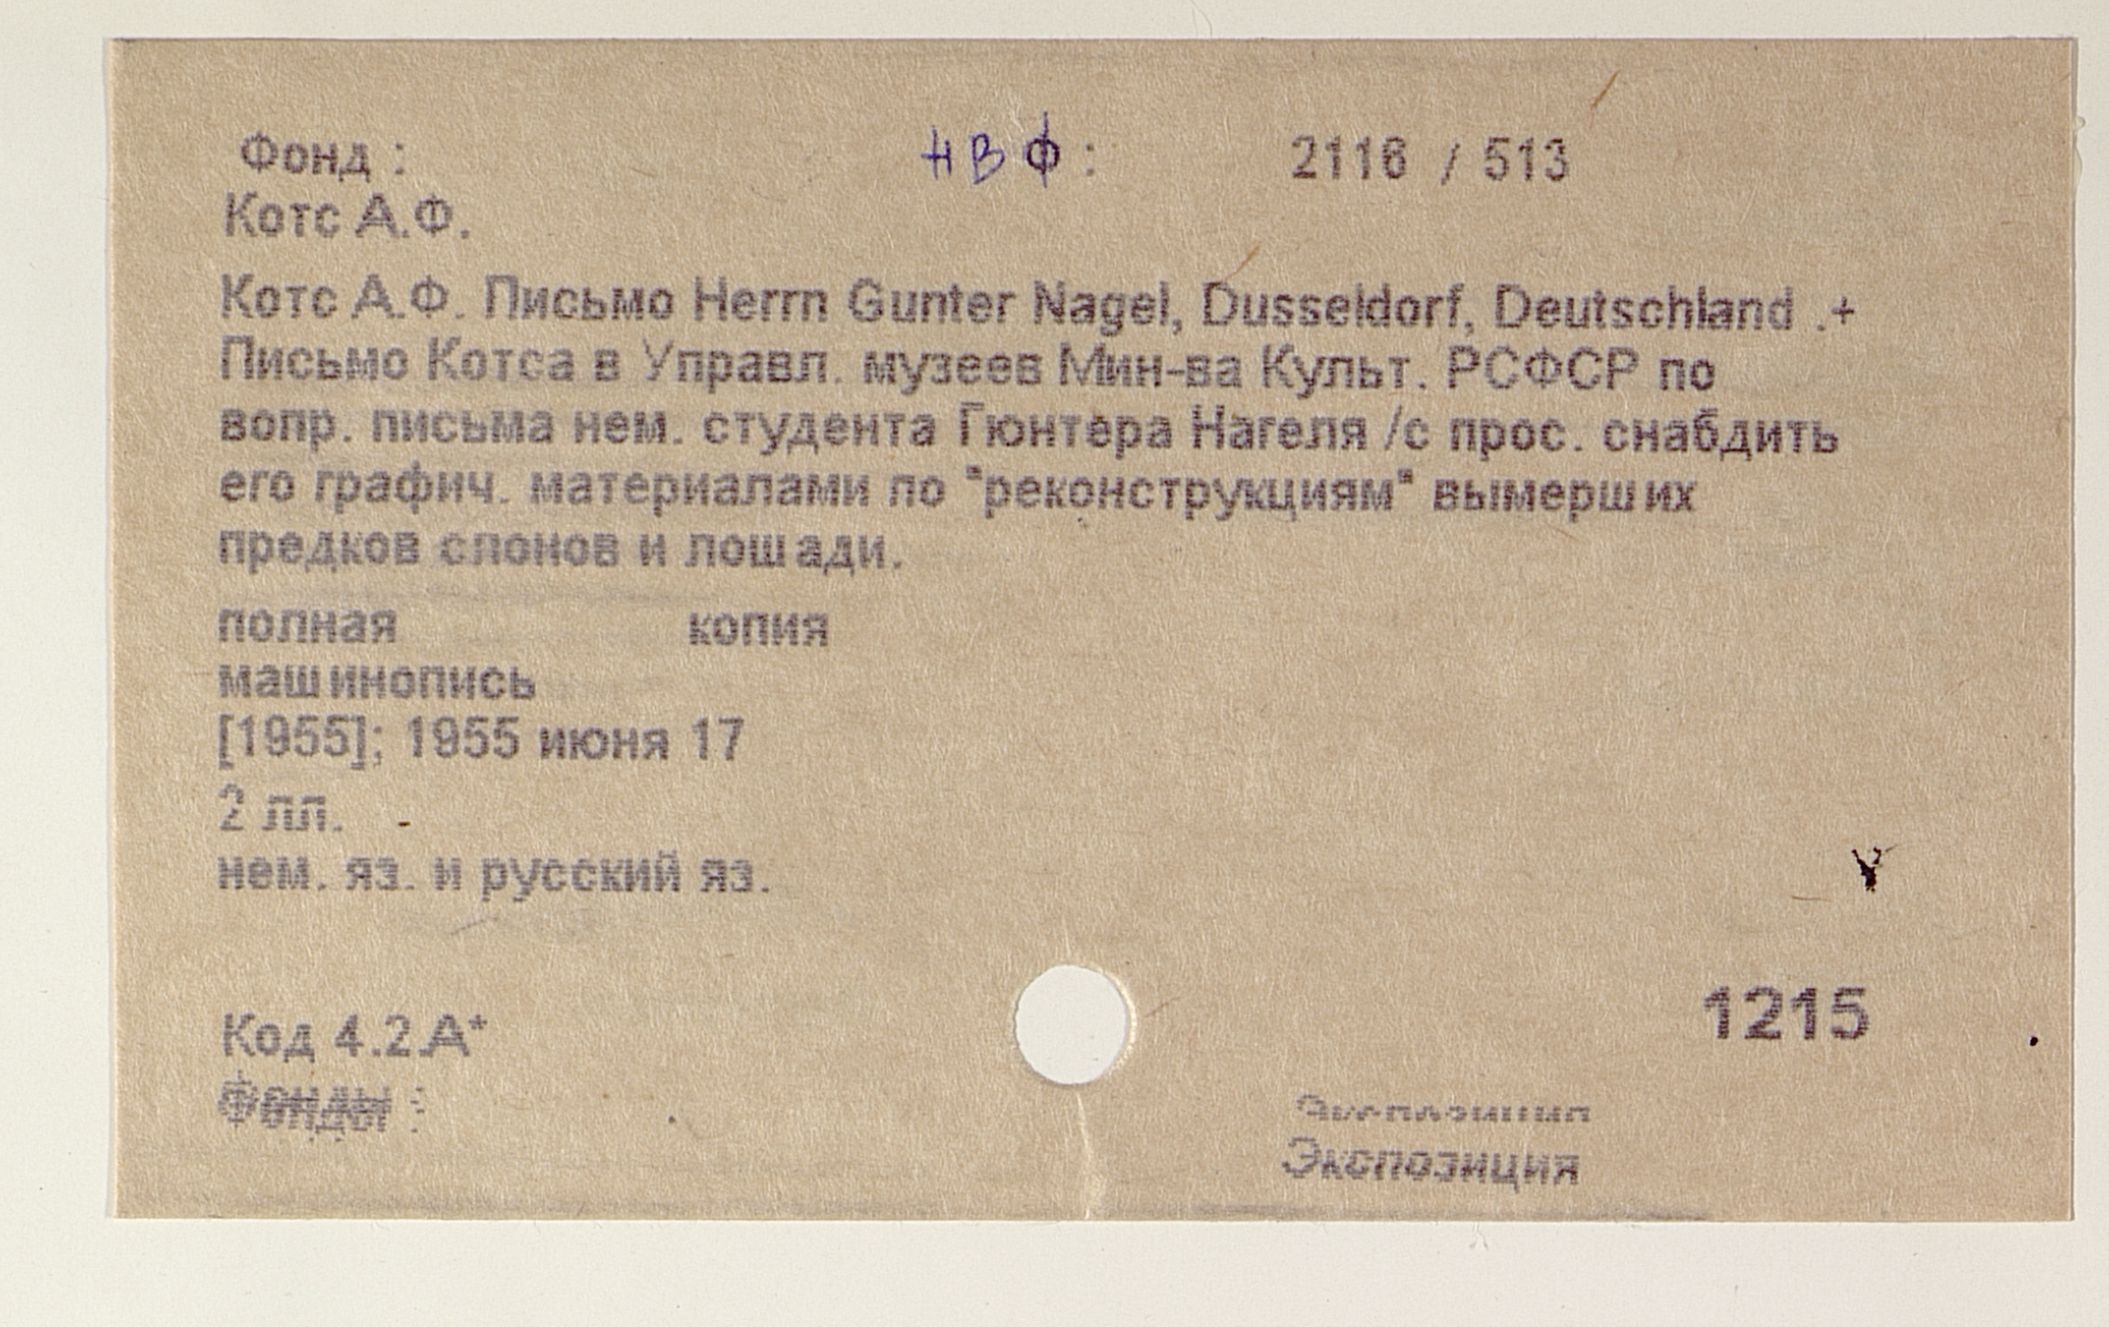 Фонд : НВФ : 2116 / 513
Котс А.Ф.
Котс А.Ф. Письмо Herrn Gunter Nagel, Dusseldorf, Deutschland .+
Письмо Котса в Управл. музеев Мин-ва Культ. РСФСР по
вопр. письма нем. студента Гюнтера Нагеля /с прос. снабдить
его графич. материалами по "реконструкциям" вымерших
предков слонов и лошади.
полная копия
машинопись
[1955]; 1955 июня 17
2 лл. -
нем. яз. и русский яз.
1215
Код 4.2.А*
Фонды : Экспозиция
Экспозиция